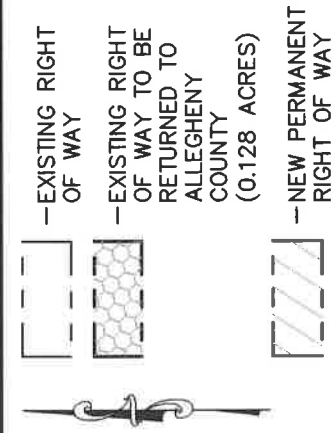 —EXISTING RIGHT
OF WAY
—EXISTING RIGHT
OF WAY TO BE
RETURNED TO
ALLEGHENY
COUNTY
(0.128 ACRES)
—NEW PERMANENT
RIGHT OF WAY